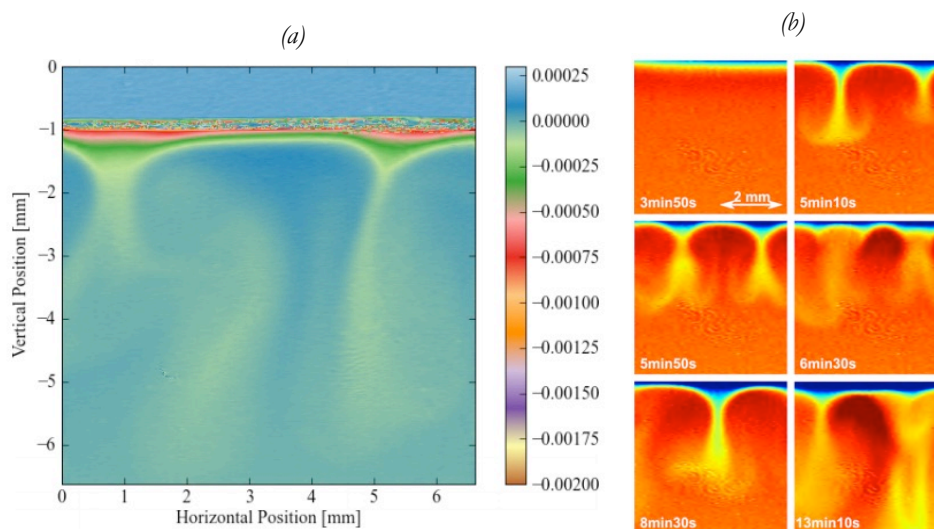 (a)
0
−1
−2
−3
−4
−5
−6
Vertical Position [mm]
0 1 2 3 4 5 6
Horizontal Position [mm]
0.00025
0.00000
−0.00025
−0.00050
−0.00075
−0.00100
−0.00125
−0.00150
−0.00175
−0.00200
(b)
3min50s
2 mm
5min10s
5min50s
6min30s
8min30s
13min10s